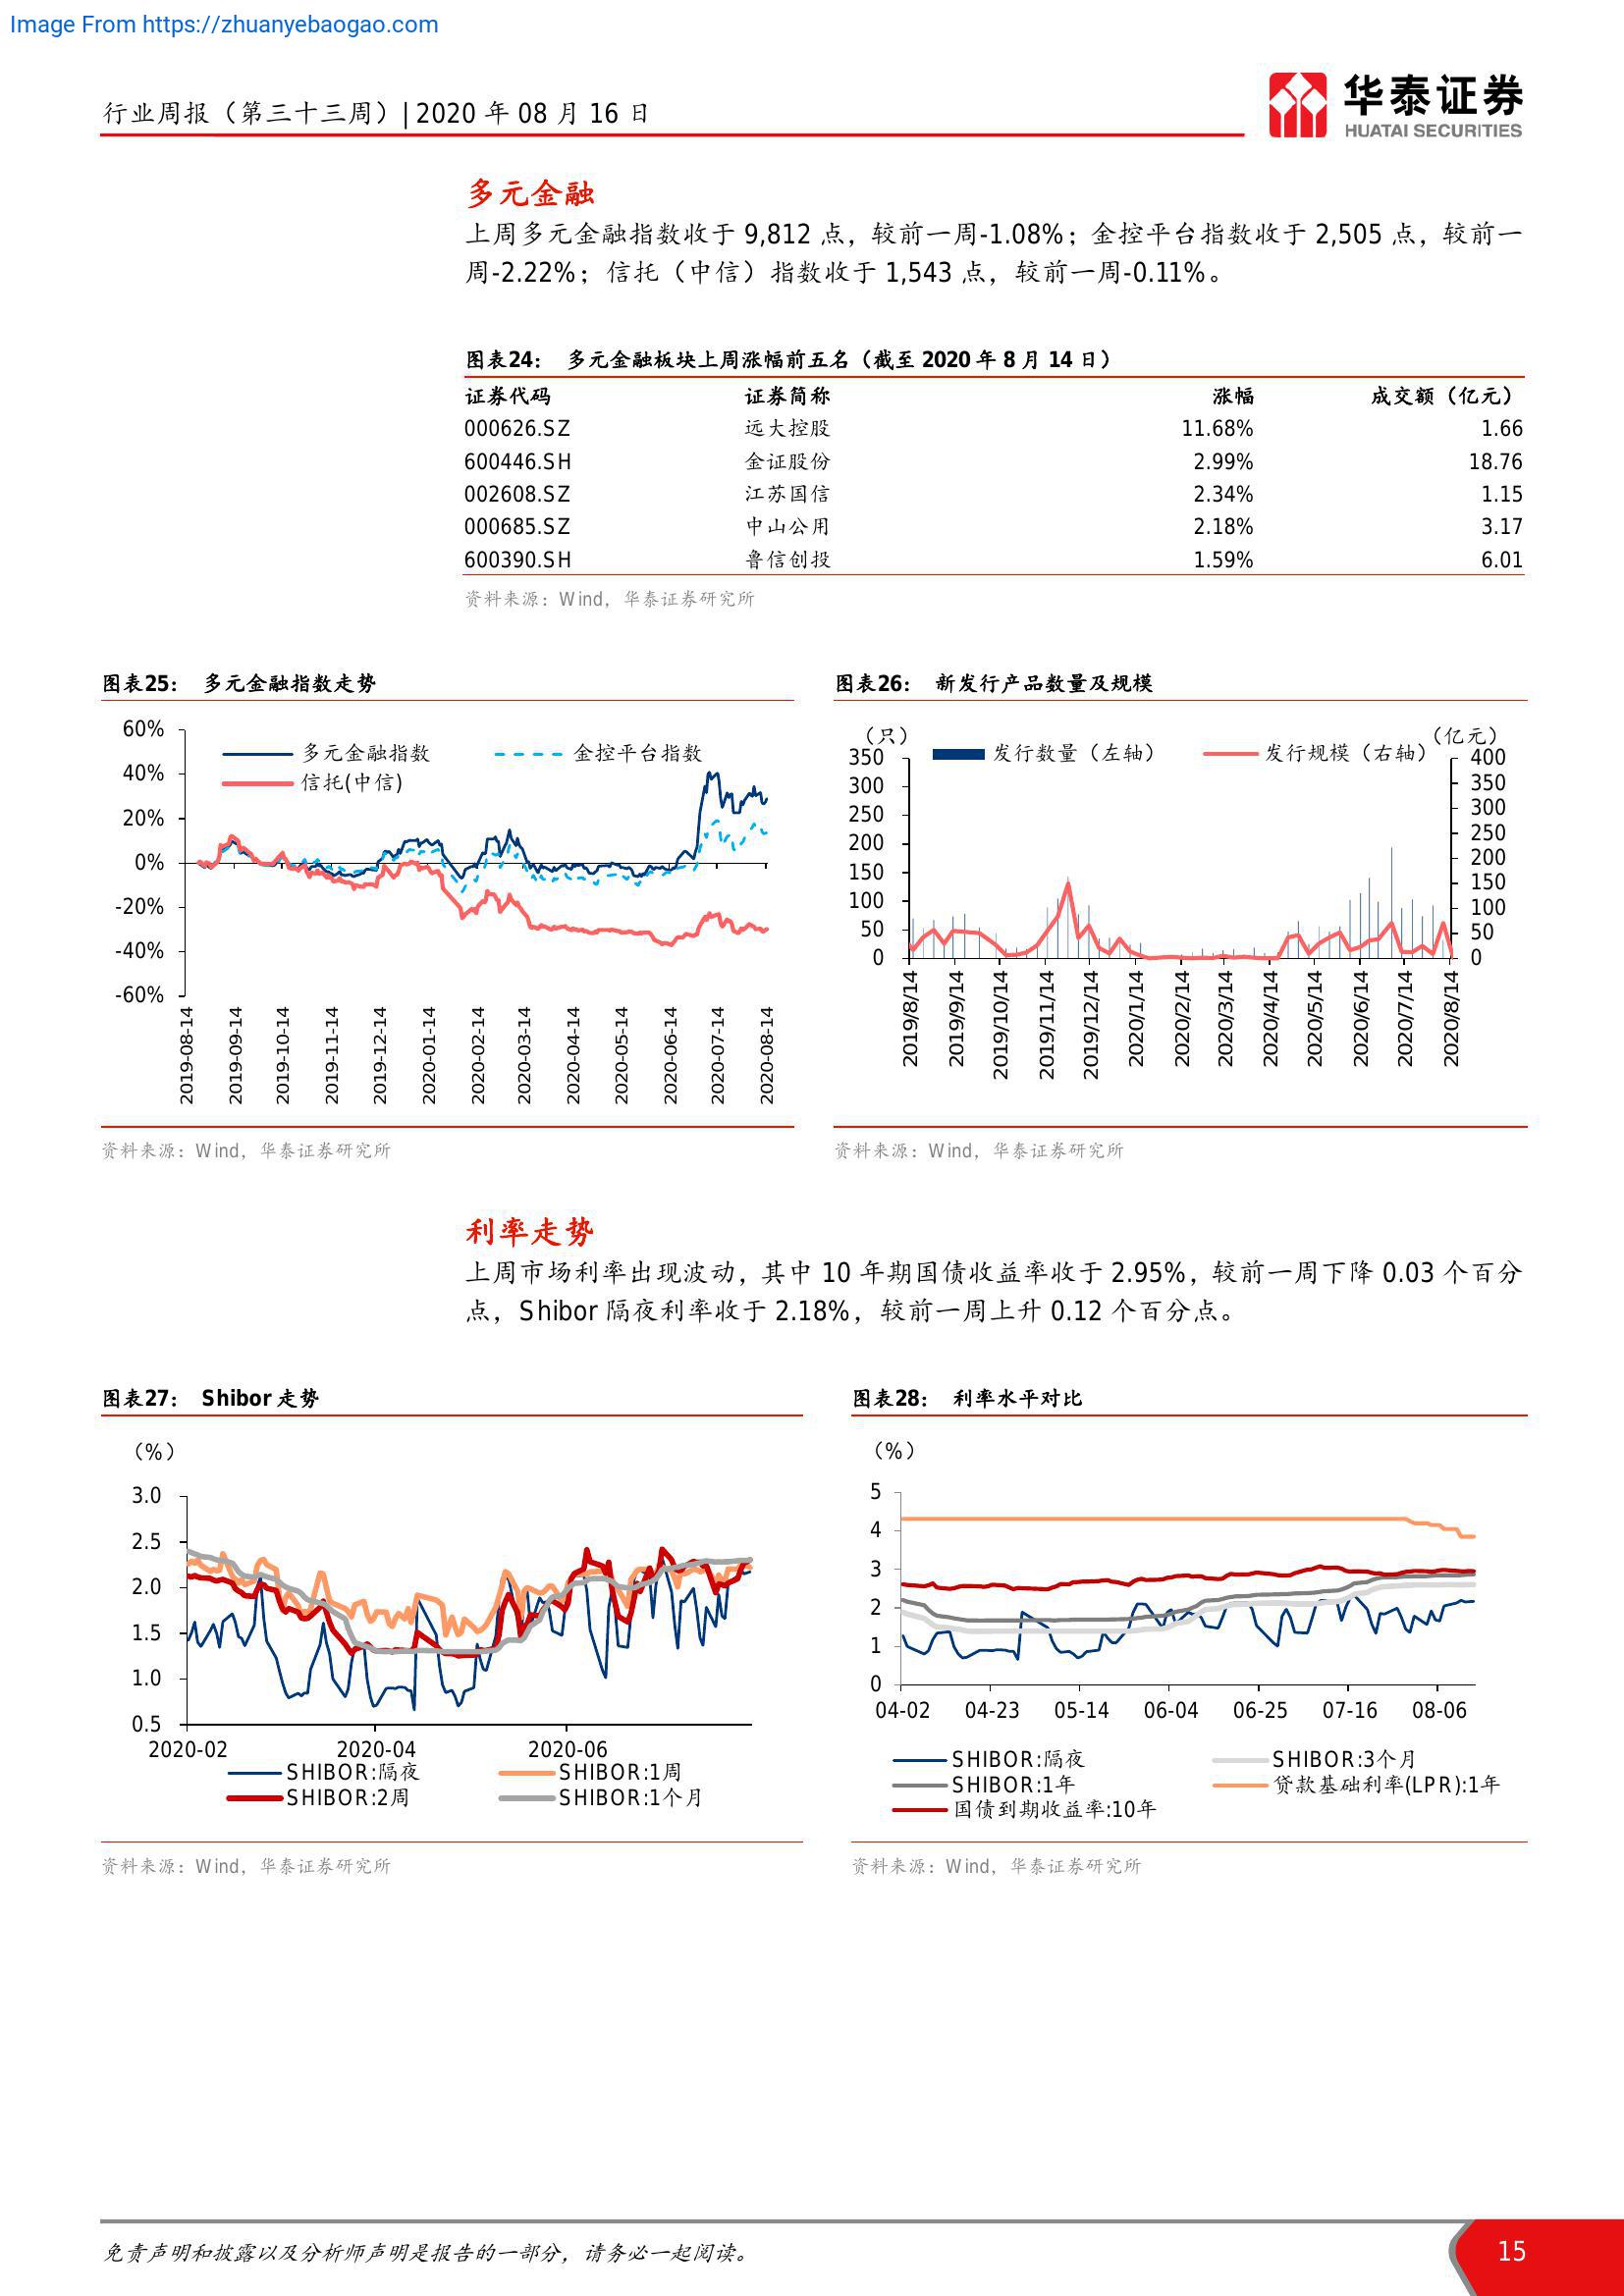 Image From https://zhuanyebaogao.com
行业周报（第三十三周）| 2020 年 08 月 16 日
华泰证券
HUATAI SECURITIES
多元金融
上周多元金融指数收于 9,812 点，较前一周-1.08%；金控平台指数收于 2,505 点，较前一
周-2.22%；信托（中信）指数收于 1,543 点，较前一周-0.11%。
图表24： 多元金融板块上周涨幅前五名（截至 2020 年 8 月 14 日）
证券代码 证券简称 涨幅 成交额（亿元）
000626.SZ 远大控股 11.68% 1.66
600446.SH 金证股份 2.99% 18.76
002608.SZ 江苏国信 2.34% 1.15
000685.SZ 中山公用 2.18% 3.17
600390.SH 鲁信创投 1.59% 6.01
资料来源：Wind，华泰证券研究所
图表25： 多元金融指数走势
60%
40%
20%
0%
-20%
-40%
-60%
多元金融指数 金控平台指数
信托(中信)
2019-08-14
2019-09-14
2019-10-14
2019-11-14
2019-12-14
2020-01-14
2020-02-14
2020-03-14
2020-04-14
2020-05-14
2020-06-14
2020-07-14
2020-08-14
资料来源：Wind，华泰证券研究所
图表26： 新发行产品数量及规模
（只） （亿元）
发行数量（左轴） 发行规模（右轴）
350
300
250
200
150
100
50
0
400
350
300
250
200
150
100
50
0
2019/8/14
2019/9/14
2019/10/14
2019/11/14
2019/12/14
2020/1/14
2020/2/14
2020/3/14
2020/4/14
2020/5/14
2020/6/14
2020/7/14
2020/8/14
资料来源：Wind，华泰证券研究所
利率走势
上周市场利率出现波动，其中 10 年期国债收益率收于 2.95%，较前一周下降 0.03 个百分
点，Shibor 隔夜利率收于 2.18%，较前一周上升 0.12 个百分点。
图表27： Shibor 走势
（%）
3.0
2.5
2.0
1.5
1.0
0.5
2020-02 2020-04 2020-06
SHIBOR:隔夜 SHIBOR:1周
SHIBOR:2周 SHIBOR:1个月
资料来源：Wind，华泰证券研究所
图表28： 利率水平对比
（%）
5
4
3
2
1
0
04-02 04-23 05-14 06-04 06-25 07-16 08-06
SHIBOR:隔夜 SHIBOR:3个月
SHIBOR:1年 贷款基础利率(LPR):1年
国债到期收益率:10年
资料来源：Wind，华泰证券研究所
免责声明和披露以及分析师声明是报告的一部分，请务必一起阅读。
15